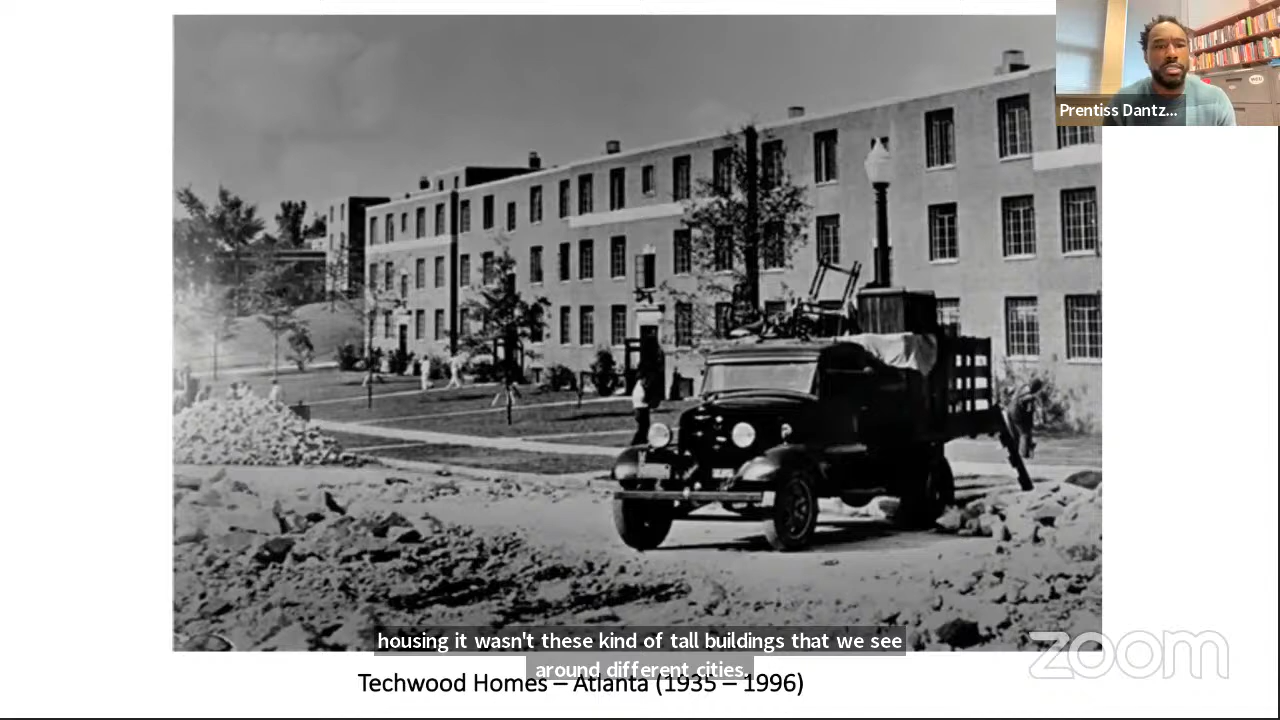 Prentiss Dantz...
housing it wasn't these kind of tall buildings that we see
around different cities.
zoom
Techwood Homes – Atlanta (1935 – 1996)